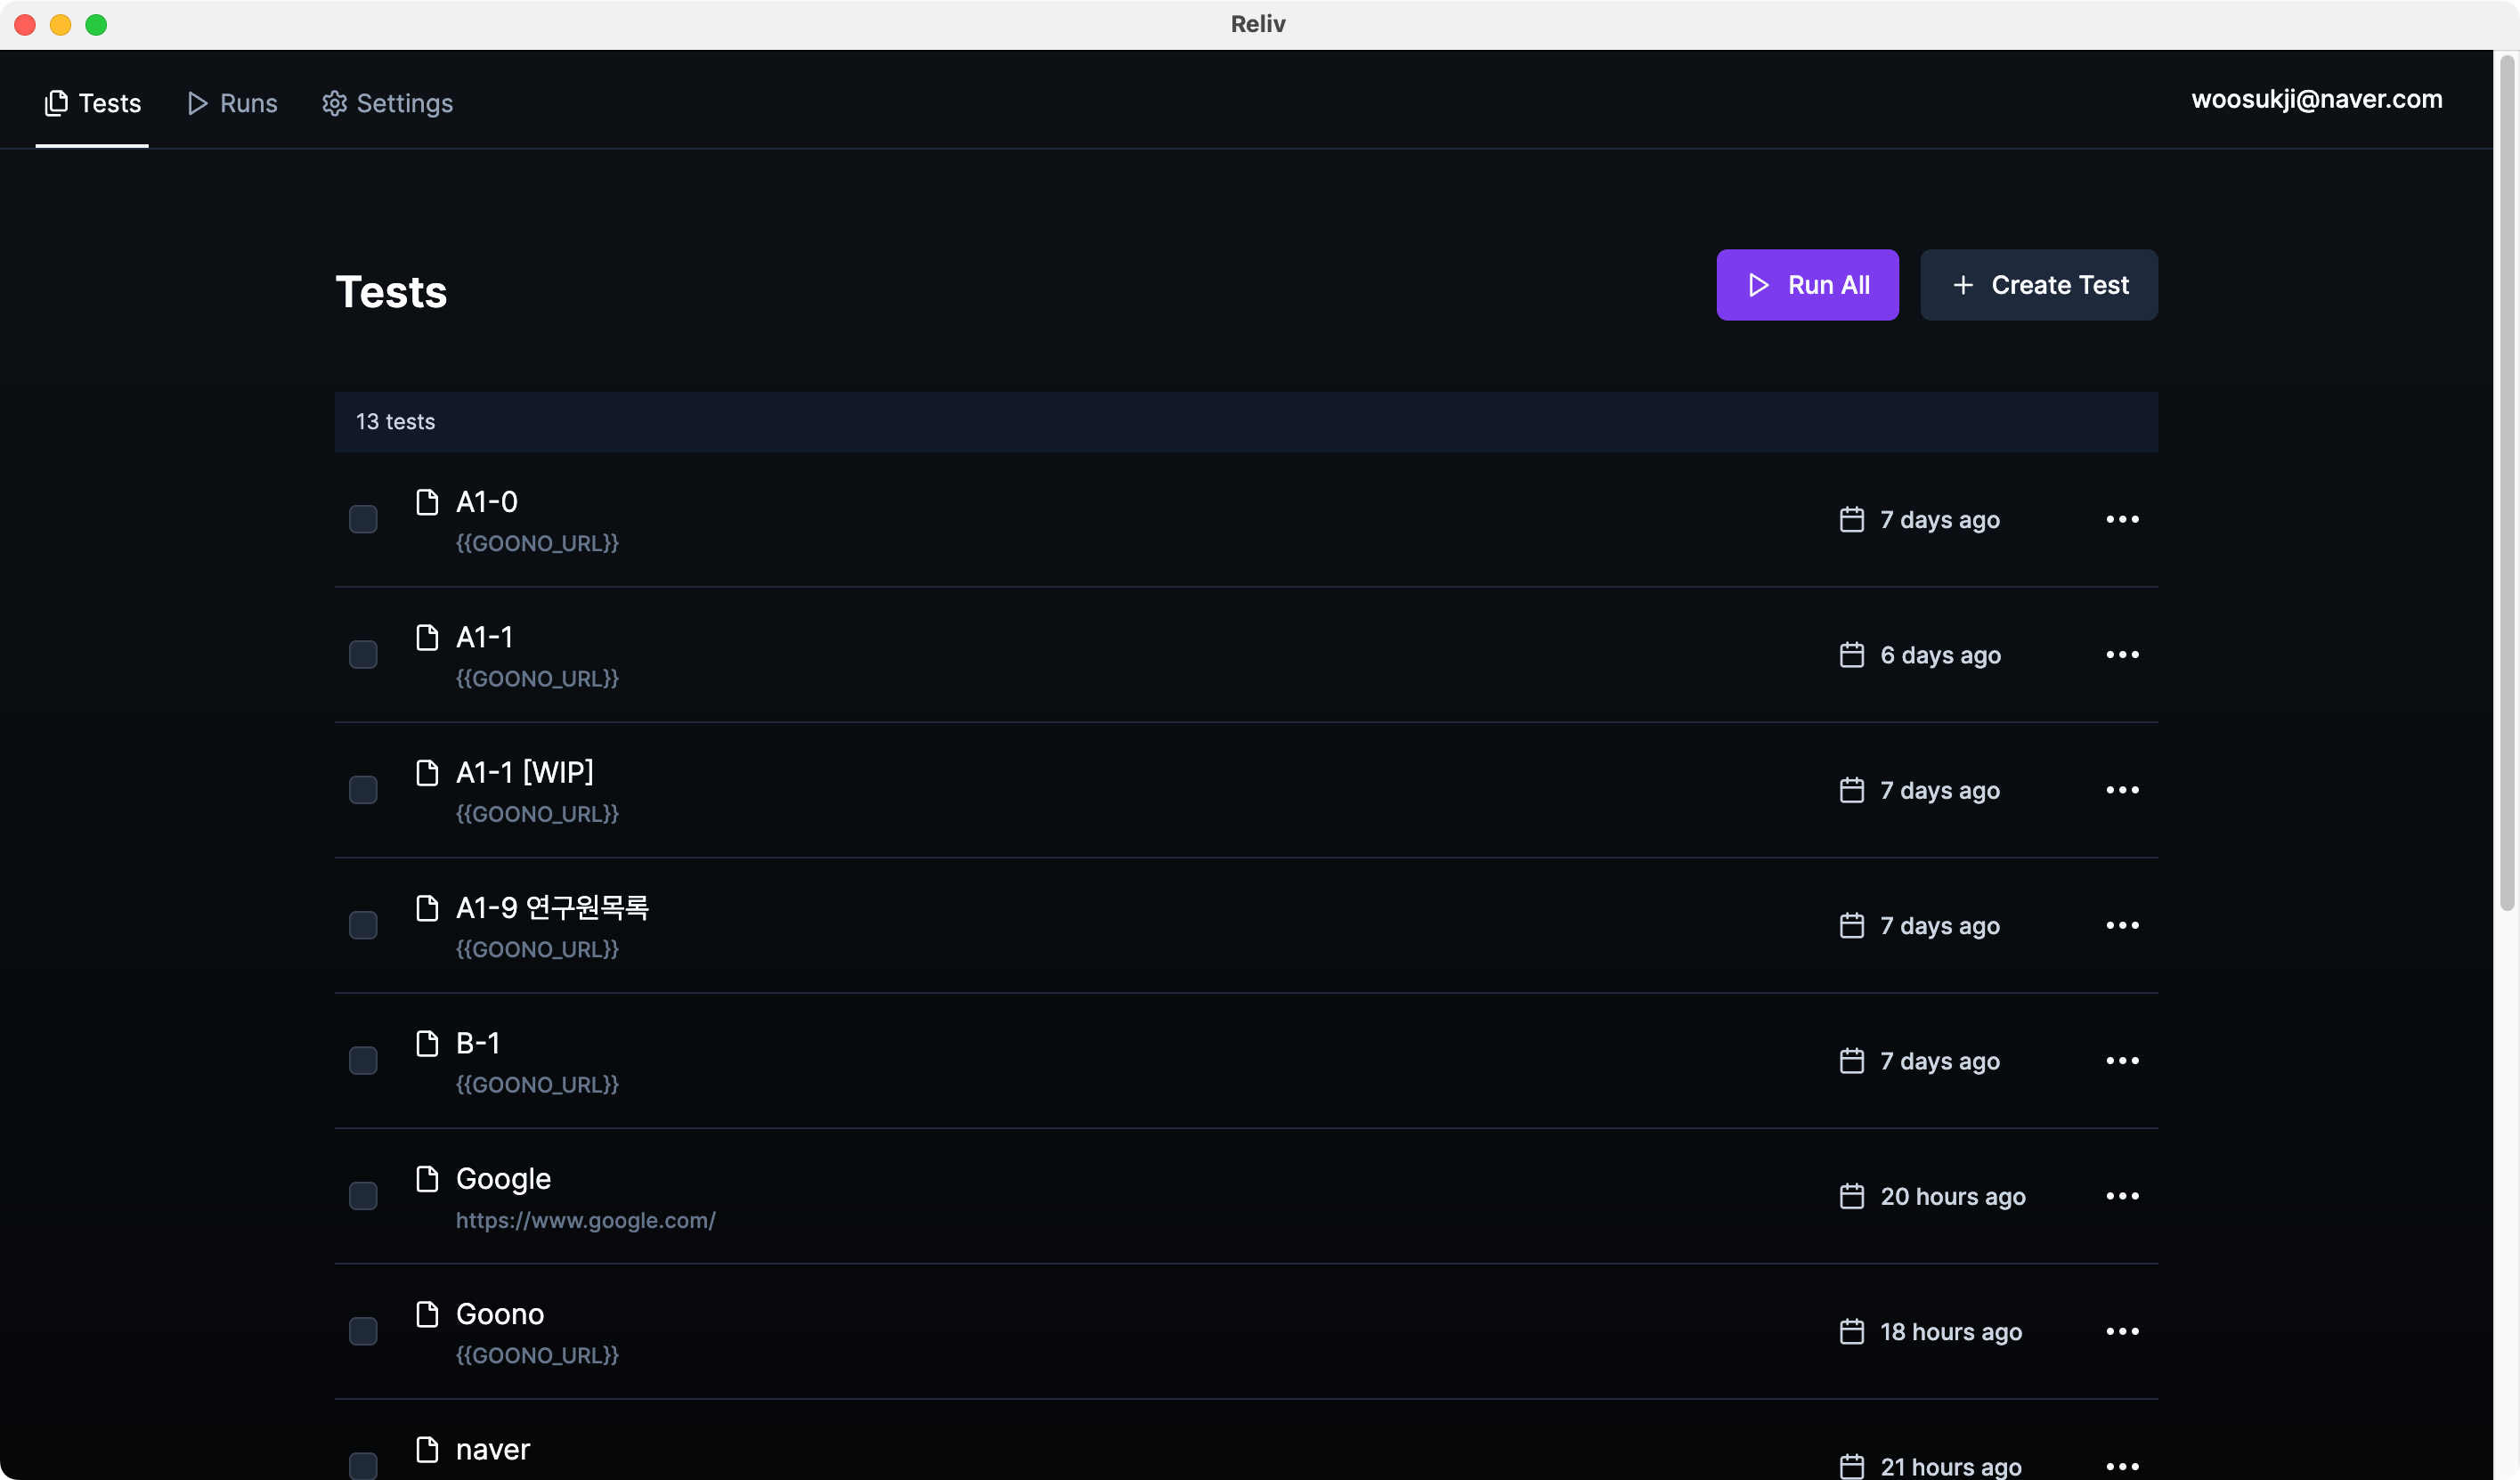 Reliv
Tests
Runs
Settings
woosukji@naver.com
Tests
Run All
Create Test
13 tests
A1-0
{{GOONO_URL}}
7 days ago
A1-1
{{GOONO_URL}}
6 days ago
A1-1 [WIP]
{{GOONO_URL}}
7 days ago
A1-9 연구원목록
{{GOONO_URL}}
7 days ago
B-1
{{GOONO_URL}}
7 days ago
Google
https://www.google.com/
20 hours ago
Goono
{{GOONO_URL}}
18 hours ago
naver
21 hours ago